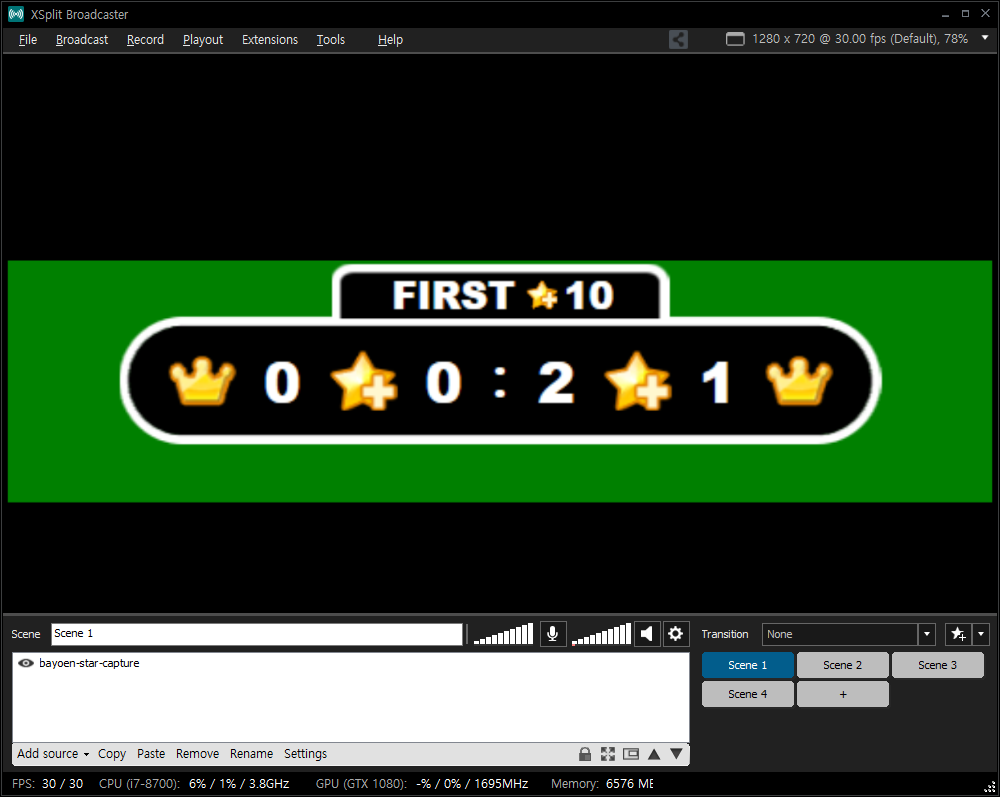 XSplit Broadcaster
File Broadcast Record Playout Extensions Tools Help 1280 x 720 @ 30.00 fps (Default), 78%
FIRST 10
0 0 : 2 1
Scene Scene 1 Transition None
bayoen-star-capture
Scene 1 Scene 2 Scene 3
Scene 4 +
Add source Copy Paste Remove Rename Settings
FPS: 30 / 30 CPU (i7-8700): 6% / 1% / 3.8GHz GPU (GTX 1080): -% / 0% / 1695MHz Memory: 6576